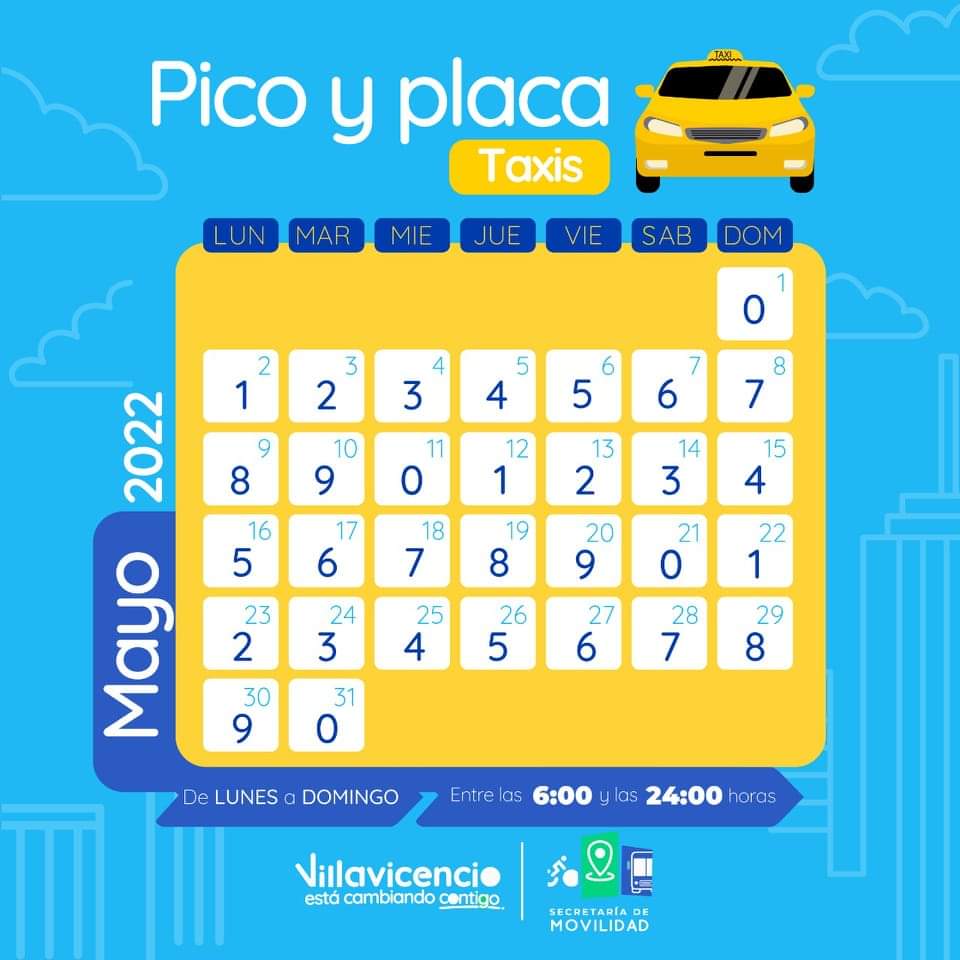 TAXI
Pico y placa
Taxis
LUN MAR MIE JUE VIE SAB DOM
1
0
2 3 4 5 6 7 8
1 2 3 4 5 6 7
9 10 11 12 13 14 15
8 9 0 1 2 3 4
16 17 18 19 20 21 22
5 6 7 8 9 0 1
23 24 25 26 27 28 29
2 3 4 5 6 7 8
30 31
9 0
Mayo 2022
De LUNES a DOMINGO
Entre las 6:00 y las 24:00 horas
Villavicencio
está cambiando contigo.
SECRETARÍA DE
MOVILIDAD